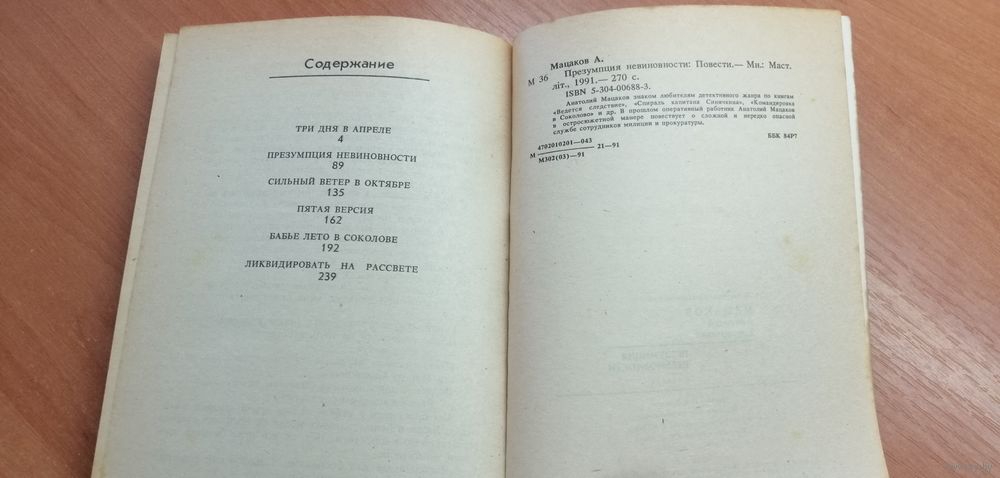 Содержание
ТРИ ДНЯ В АПРЕЛЕ
4
ПРЕЗУМПЦИЯ НЕВИНОВНОСТИ
89
СИЛЬНЫЙ ВЕТЕР В ОКТЯБРЕ
135
ПЯТАЯ ВЕРСИЯ
162
БАБЬЕ ЛЕТО В СОКОЛОВЕ
192
ЛИКВИДИРОВАТЬ НА РАССВЕТЕ
239
Мацаков А.
М 36 Презумпция невиновности: Повести.— Мн.: Маст.
літ., 1991.— 270 с.
ISBN 5-304-00688-3.
Анатолий Мацаков знаком любителям детективного жанра по книгам
«Ведется следствие», «Спираль капитана Синичкина», «Командировка
в Соколово» и др. В прошлом оперативный работник Анатолий Мацаков
в остросюжетной манере повествует о сложной и нередко опасной
службе сотрудников милиции и прокуратуры.
4702010201—043
М 21—91
М302(03)—91
ББК 84Р7